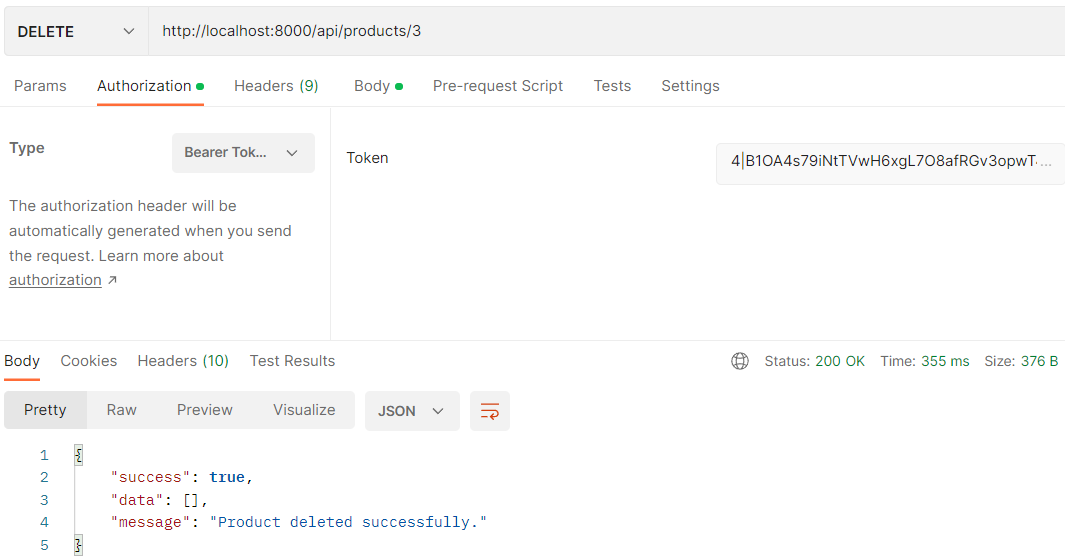 DELETE http://localhost:8000/api/products/3
Params Authorization Headers (9) Body Pre-request Script Tests Settings
Type Bearer Tok... Token 4|B1OA4s79iNtTVwH6xgL7O8afRGv3opwT...
The authorization header will be
automatically generated when you send
the request. Learn more about
authorization ↗
Body Cookies Headers (10) Test Results Status: 200 OK Time: 355 ms Size: 376 B
Pretty Raw Preview Visualize JSON
1 {
2 "success": true,
3 "data": [],
4 "message": "Product deleted successfully."
5 }